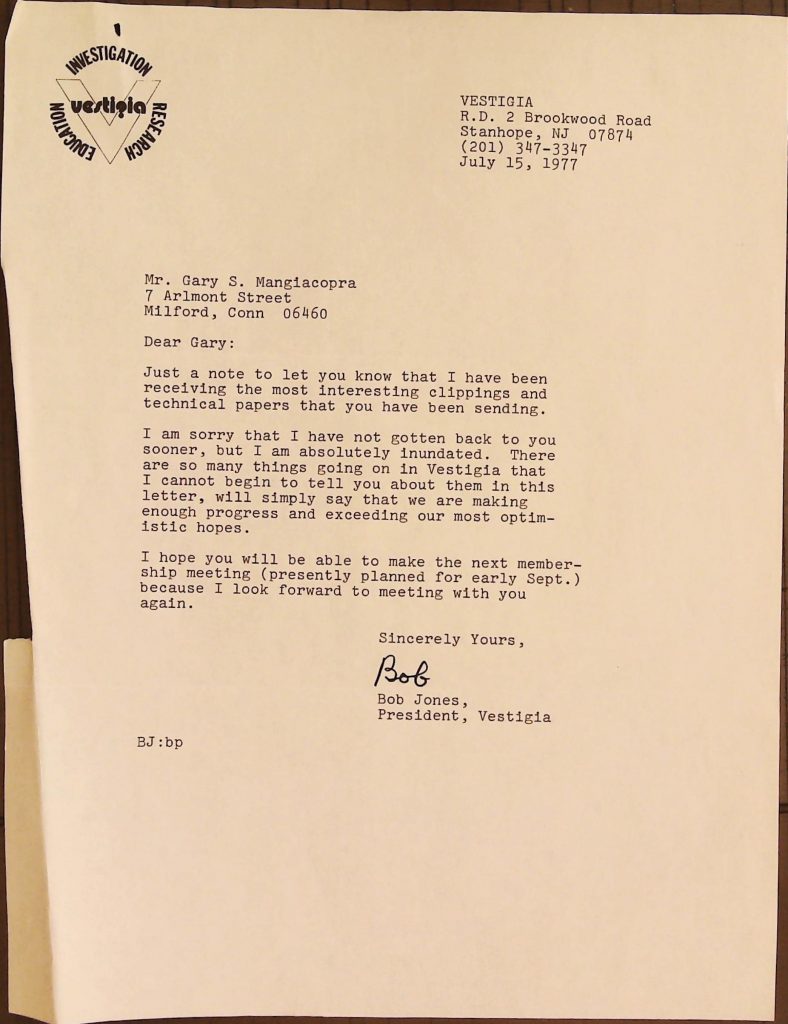 INVESTIGATION
vestigia
EDUCATION
RESEARCH
VESTIGIA
R.D. 2 Brookwood Road
Stanhope, NJ  07874
(201) 347-3347
July 15, 1977
Mr. Gary S. Mangiacopra
7 Arlmont Street
Milford, Conn  06460
Dear Gary:
Just a note to let you know that I have been
receiving the most interesting clippings and
technical papers that you have been sending.
I am sorry that I have not gotten back to you
sooner, but I am absolutely inundated.  There
are so many things going on in Vestigia that
I cannot begin to tell you about them in this
letter, will simply say that we are making
enough progress and exceeding our most optim-
istic hopes.
I hope you will be able to make the next member-
ship meeting (presently planned for early Sept.)
because I look forward to meeting with you
again.
Sincerely Yours,
Bob
Bob Jones,
President, Vestigia
BJ:bp